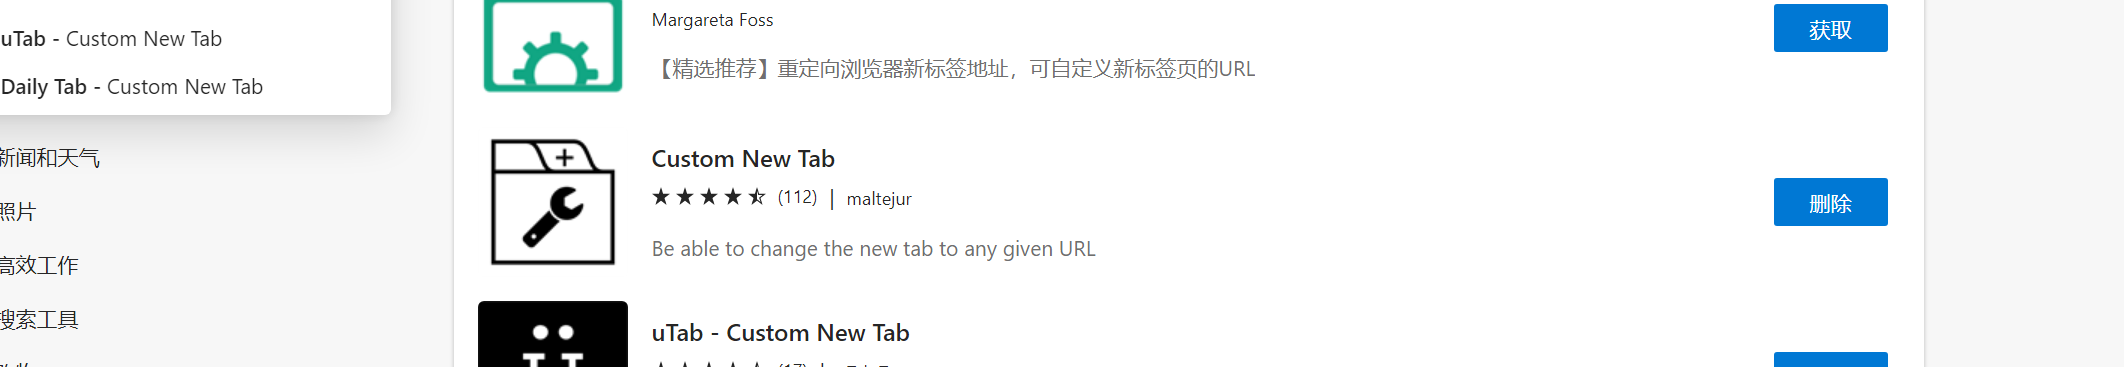 uTab - Custom New Tab
Daily Tab - Custom New Tab
新闻和天气
照片
高效工作
搜索工具
Margareta Foss
获取
【精选推荐】重定向浏览器新标签地址，可自定义新标签页的URL
Custom New Tab
(112) | maltejur
删除
Be able to change the new tab to any given URL
uTab - Custom New Tab
(17)